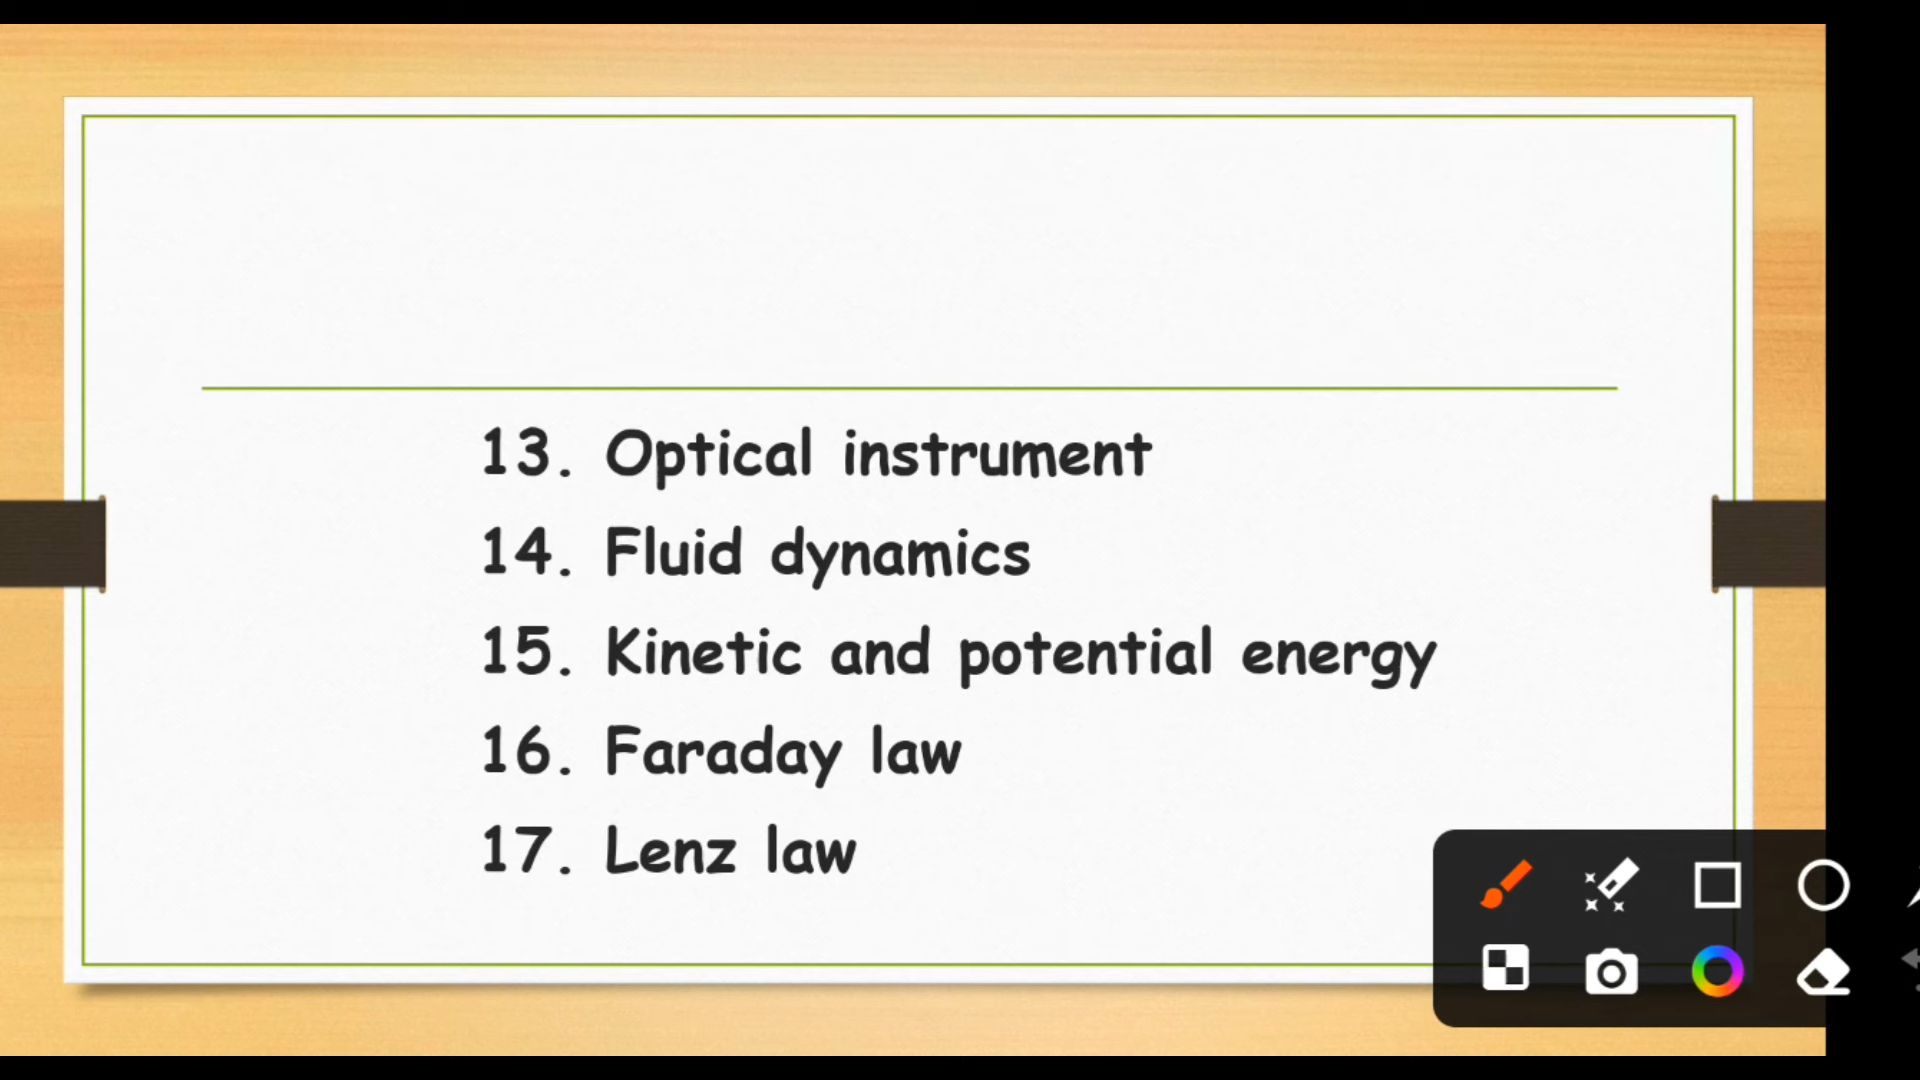 13. Optical instrument
14. Fluid dynamics
15. Kinetic and potential energy
16. Faraday law
17. Lenz law